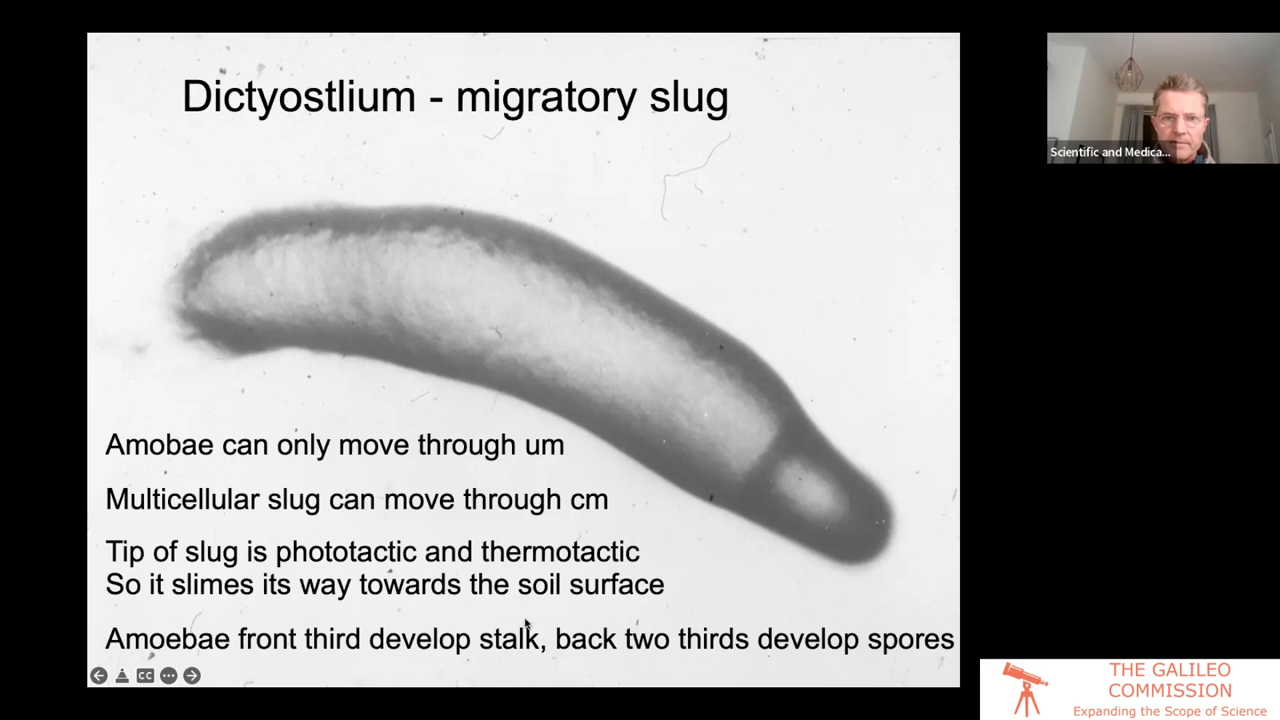 Dictyostlium - migratory slug
Scientific and Medica...
Amobae can only move through um
Multicellular slug can move through cm
Tip of slug is phototactic and thermotactic
So it slimes its way towards the soil surface
Amoebae front third develop stalk, back two thirds develop spores
CC
THE GALILEO
COMMISSION
Expanding the Scope of Science